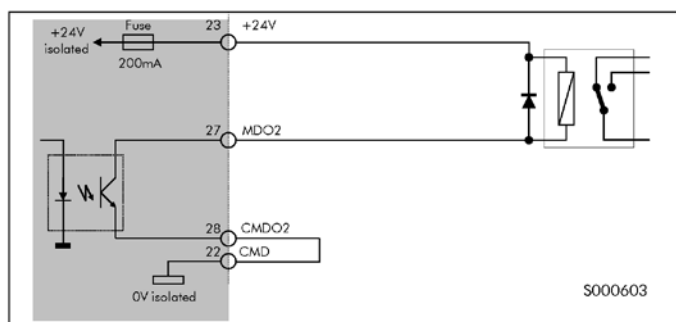 +24V
isolated
Fuse
200mA
23
+24V
27
MDO2
28
CMDO2
22
CMD
0V isolated
S000603